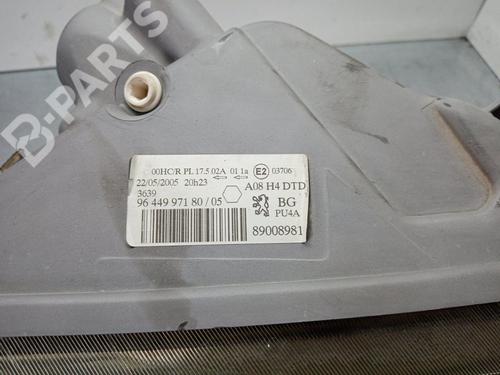 B-PARTS
00HC/R PL 17.5.02A 01 1a E2 03706
22/05/2005 20h23 A08 H4 DTD
3639
96 449 971 80 / 05 BG
PU4A
89008981